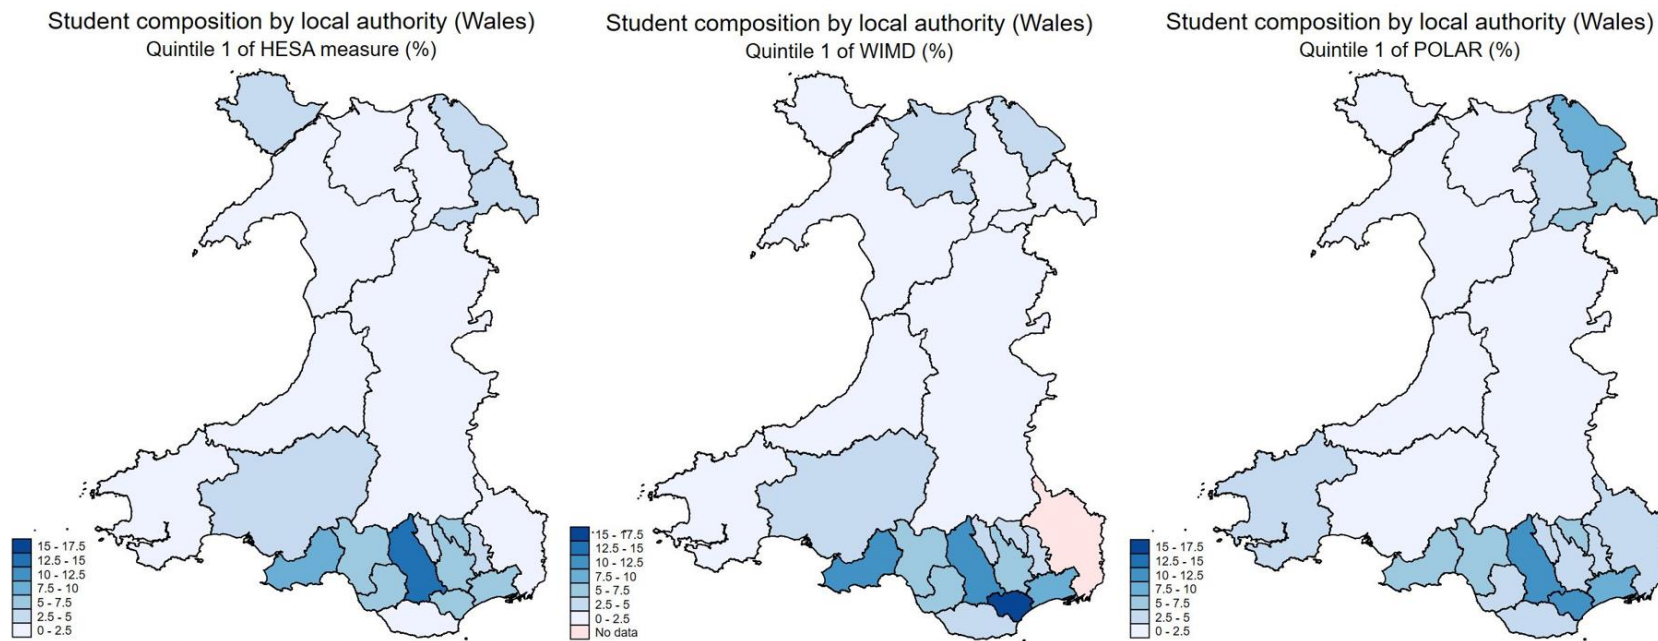 Student composition by local authority (Wales)
Quintile 1 of HESA measure (%)
15 - 17.5
12.5 - 15
10 - 12.5
7.5 - 10
5 - 7.5
2.5 - 5
0 - 2.5
Student composition by local authority (Wales)
Quintile 1 of WIMD (%)
15 - 17.5
12.5 - 15
10 - 12.5
7.5 - 10
5 - 7.5
2.5 - 5
0 - 2.5
No data
Student composition by local authority (Wales)
Quintile 1 of POLAR (%)
15 - 17.5
12.5 - 15
10 - 12.5
7.5 - 10
5 - 7.5
2.5 - 5
0 - 2.5